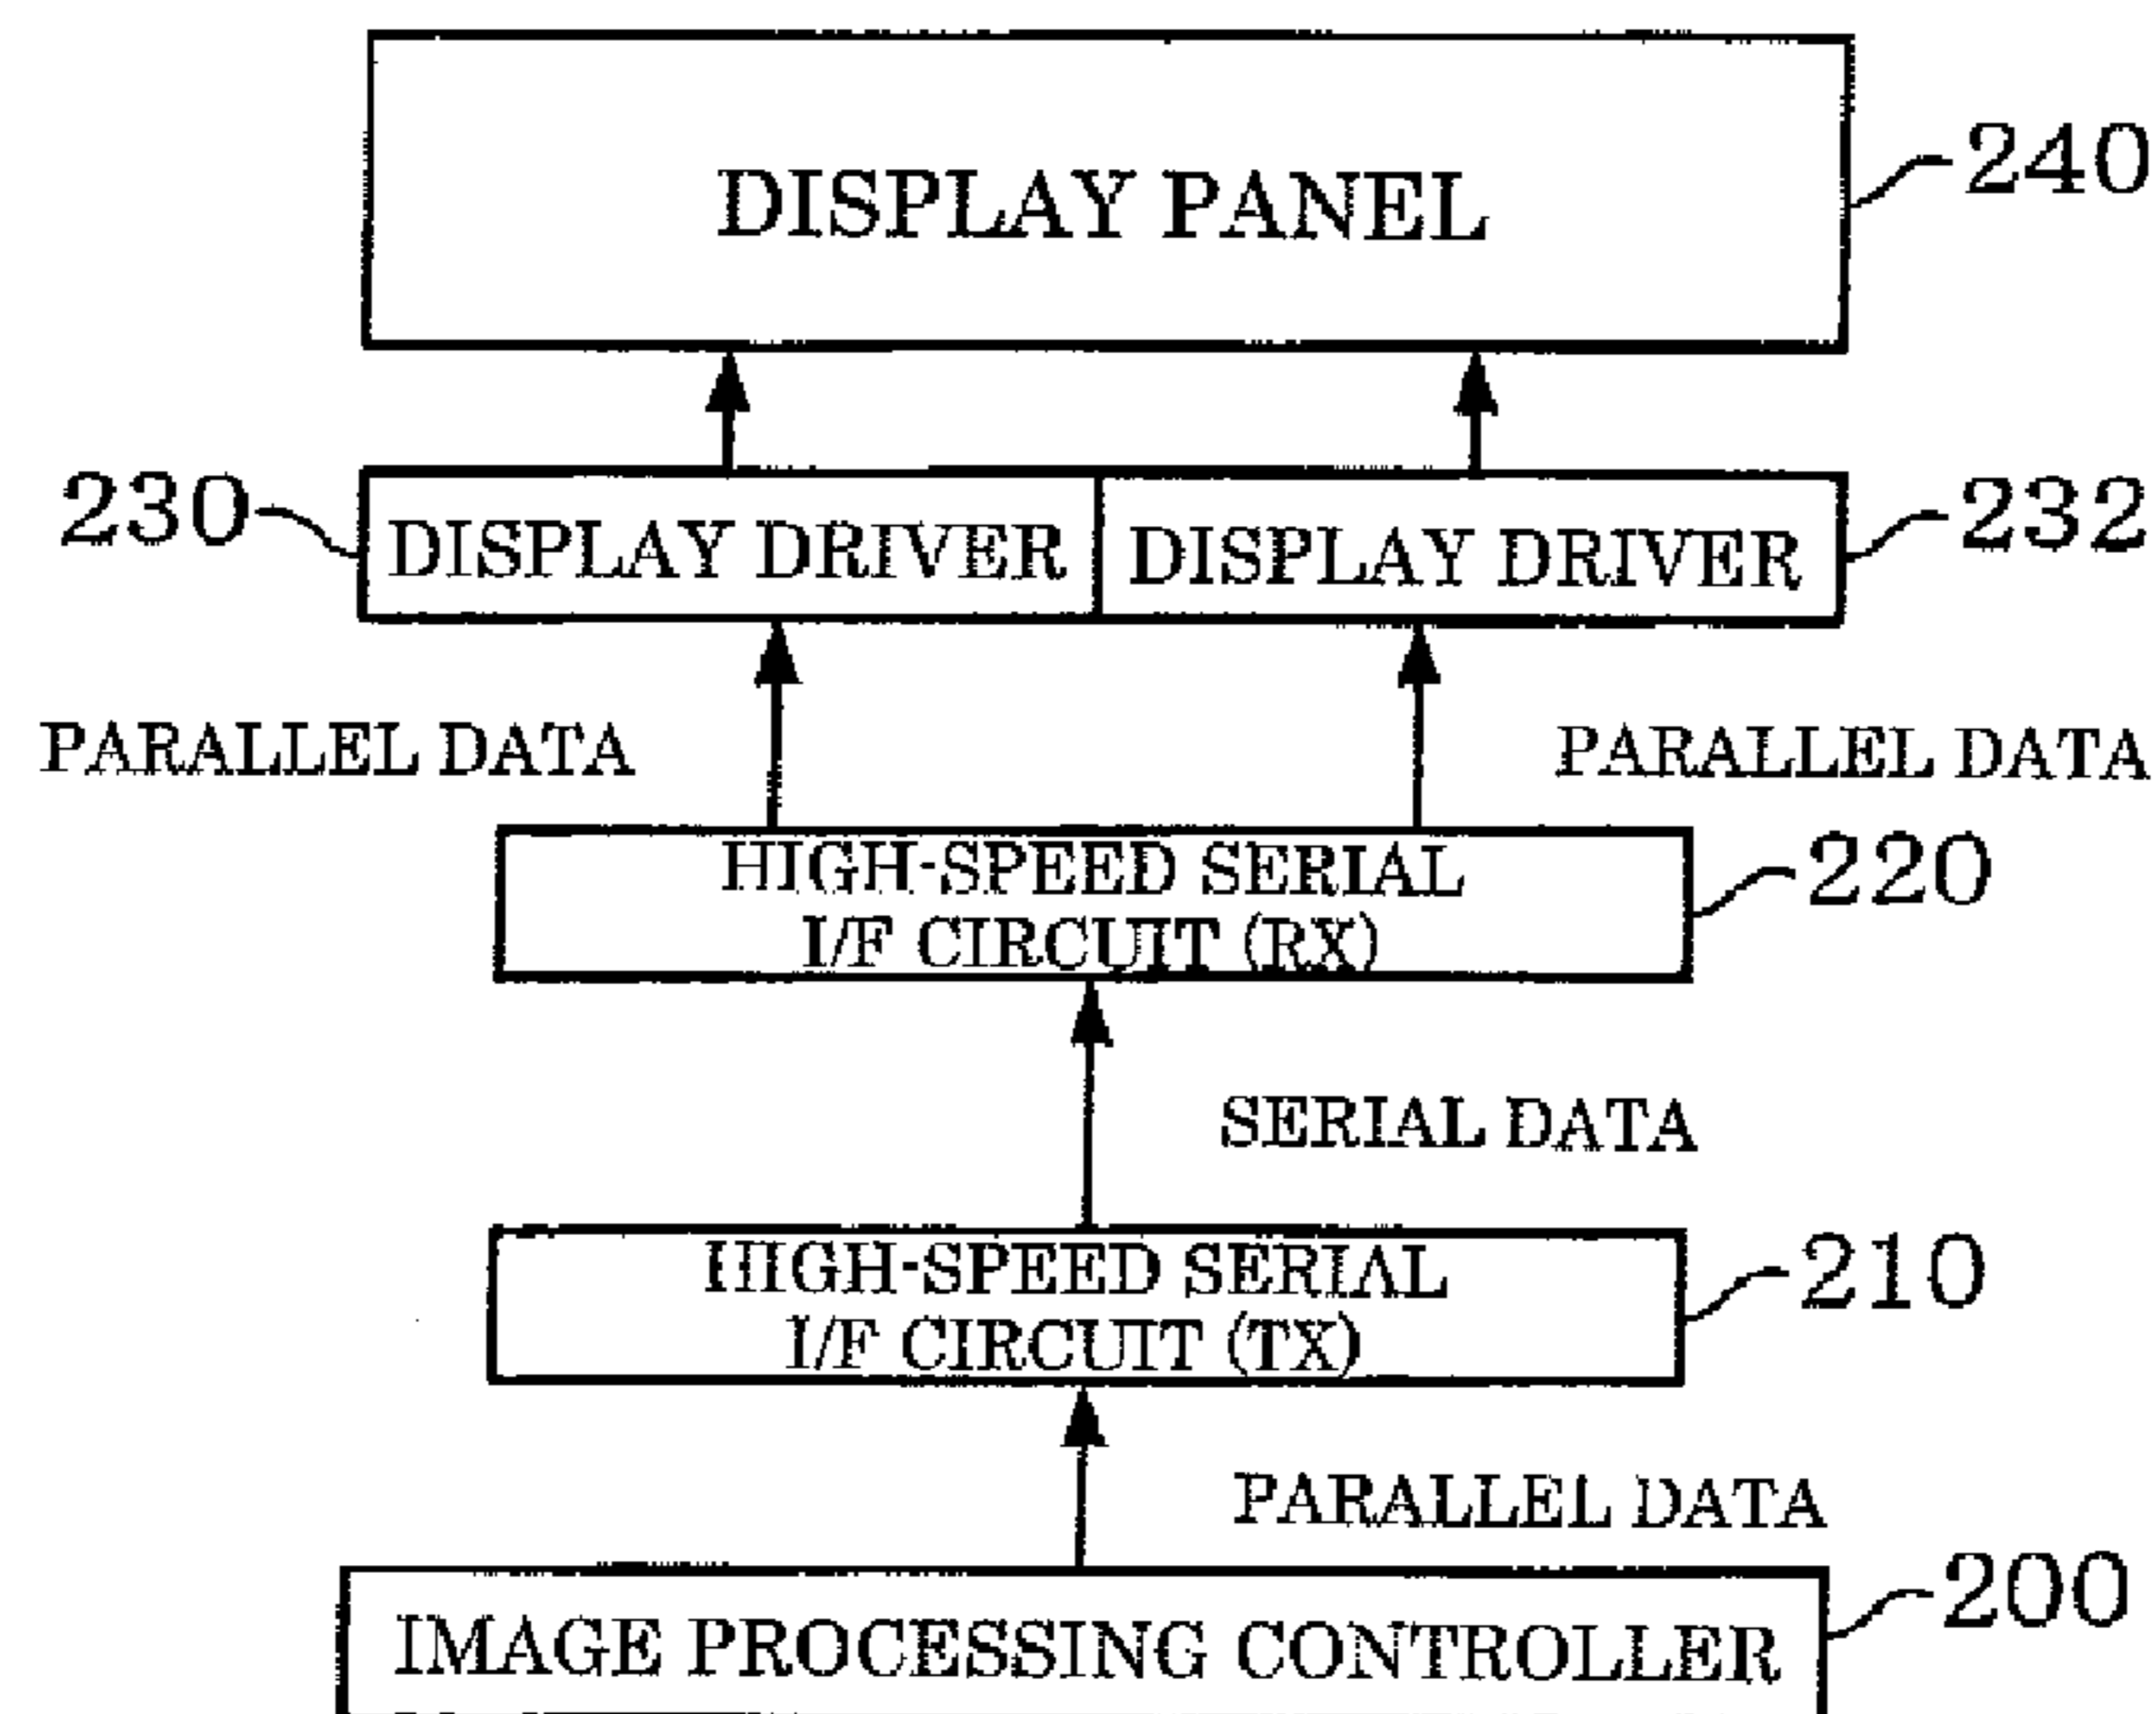 DISPLAY PANEL
240
230
DISPLAY DRIVER
DISPLAY DRIVER
232
PARALLEL DATA
PARALLEL DATA
HIGH-SPEED SERIAL
I/F CIRCUIT (RX)
220
SERIAL DATA
HIGH-SPEED SERIAL
I/F CIRCUIT (TX)
210
PARALLEL DATA
200
IMAGE PROCESSING CONTROLLER